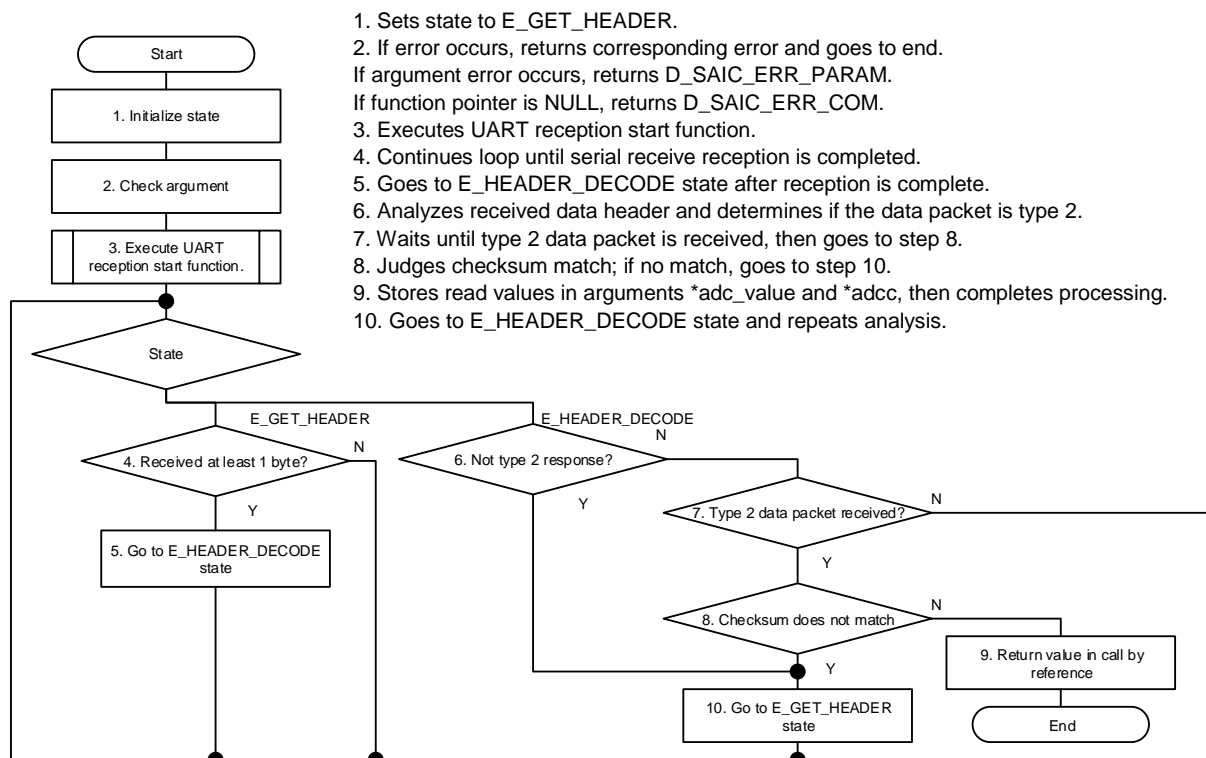 1. Sets state to E_GET_HEADER.
2. If error occurs, returns corresponding error and goes to end.
If argument error occurs, returns D_SAIC_ERR_PARAM.
If function pointer is NULL, returns D_SAIC_ERR_COM.
3. Executes UART reception start function.
4. Continues loop until serial receive reception is completed.
5. Goes to E_HEADER_DECODE state after reception is complete.
6. Analyzes received data header and determines if the data packet is type 2.
7. Waits until type 2 data packet is received, then goes to step 8.
8. Judges checksum match; if no match, goes to step 10.
9. Stores read values in arguments *adc_value and *adcc, then completes processing.
10. Goes to E_HEADER_DECODE state and repeats analysis.
Start
1. Initialize state
2. Check argument
3. Execute UART
reception start function.
State
E_GET_HEADER
E_HEADER_DECODE
4. Received at least 1 byte?
N
Y
5. Go to E_HEADER_DECODE
state
6. Not type 2 response?
N
Y
7. Type 2 data packet received?
N
Y
8. Checksum does not match
N
Y
9. Return value in call by
reference
10. Go to E_GET_HEADER
state
End